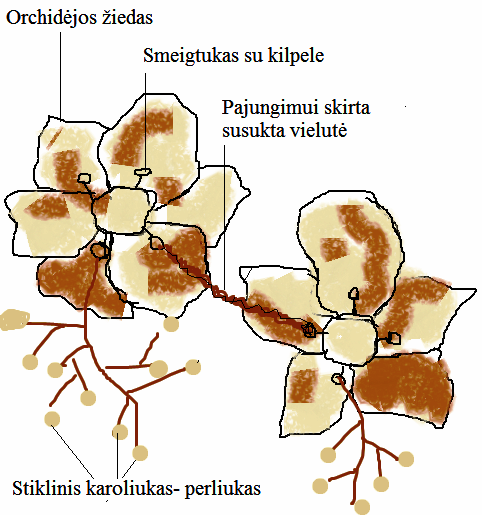 Orchidėjos žiedas
Smeigtukas su kilpele
Pajungimui skirta
susukta vielutė
Stiklinis karoliukas- perliukas